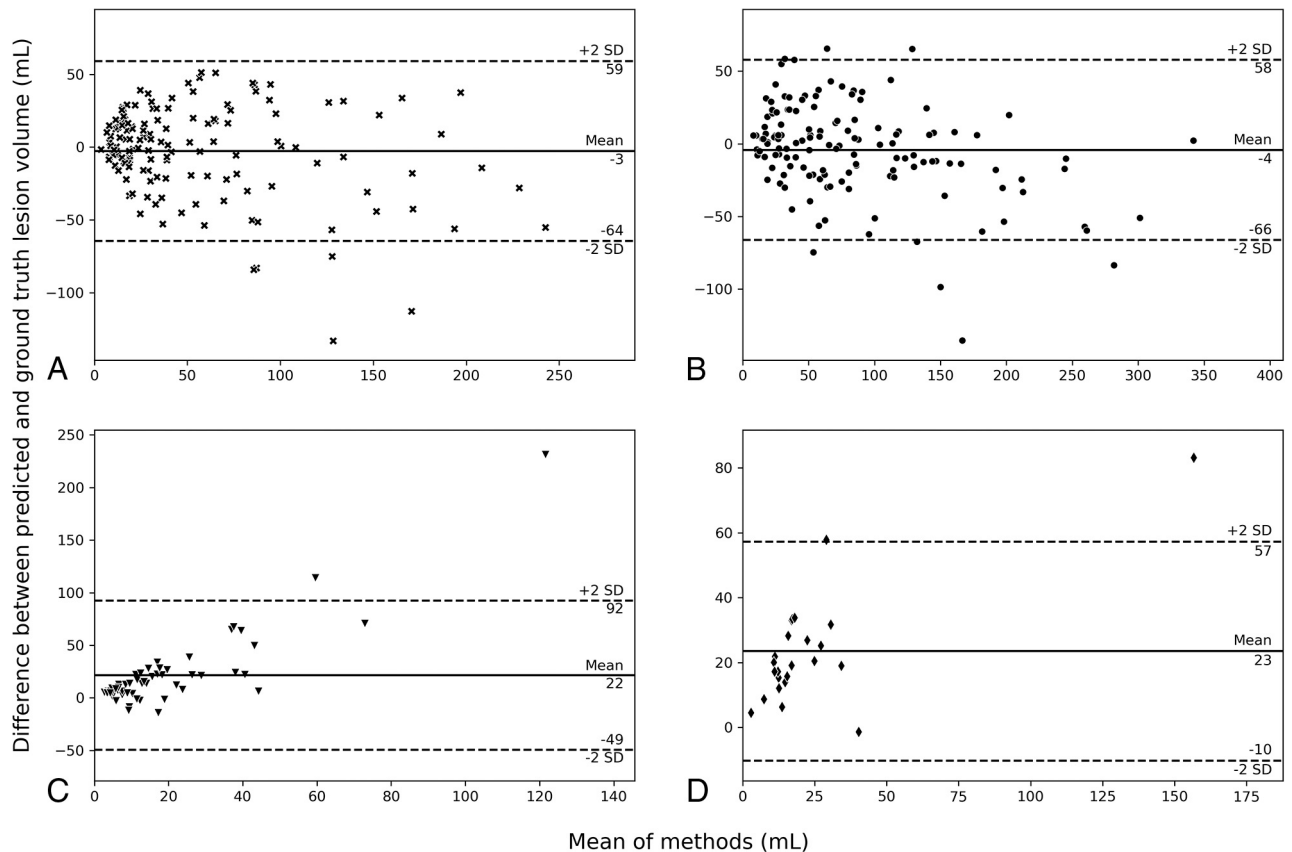 Difference between predicted and ground truth lesion volume (mL)
+2 SD
59
Mean
-3
-64
-2 SD
50
0
−50
−100
A
0 50 100 150 200 250
+2 SD
58
Mean
-4
-66
-2 SD
50
0
−50
−100
B
0 50 100 150 200 250 300 350 400
250
200
150
100
50
0
−50
+2 SD
92
Mean
22
-49
-2 SD
C
0 20 40 60 80 100 120 140
80
60
40
20
0
+2 SD
57
Mean
23
-10
-2 SD
D
0 25 50 75 100 125 150 175
Mean of methods (mL)